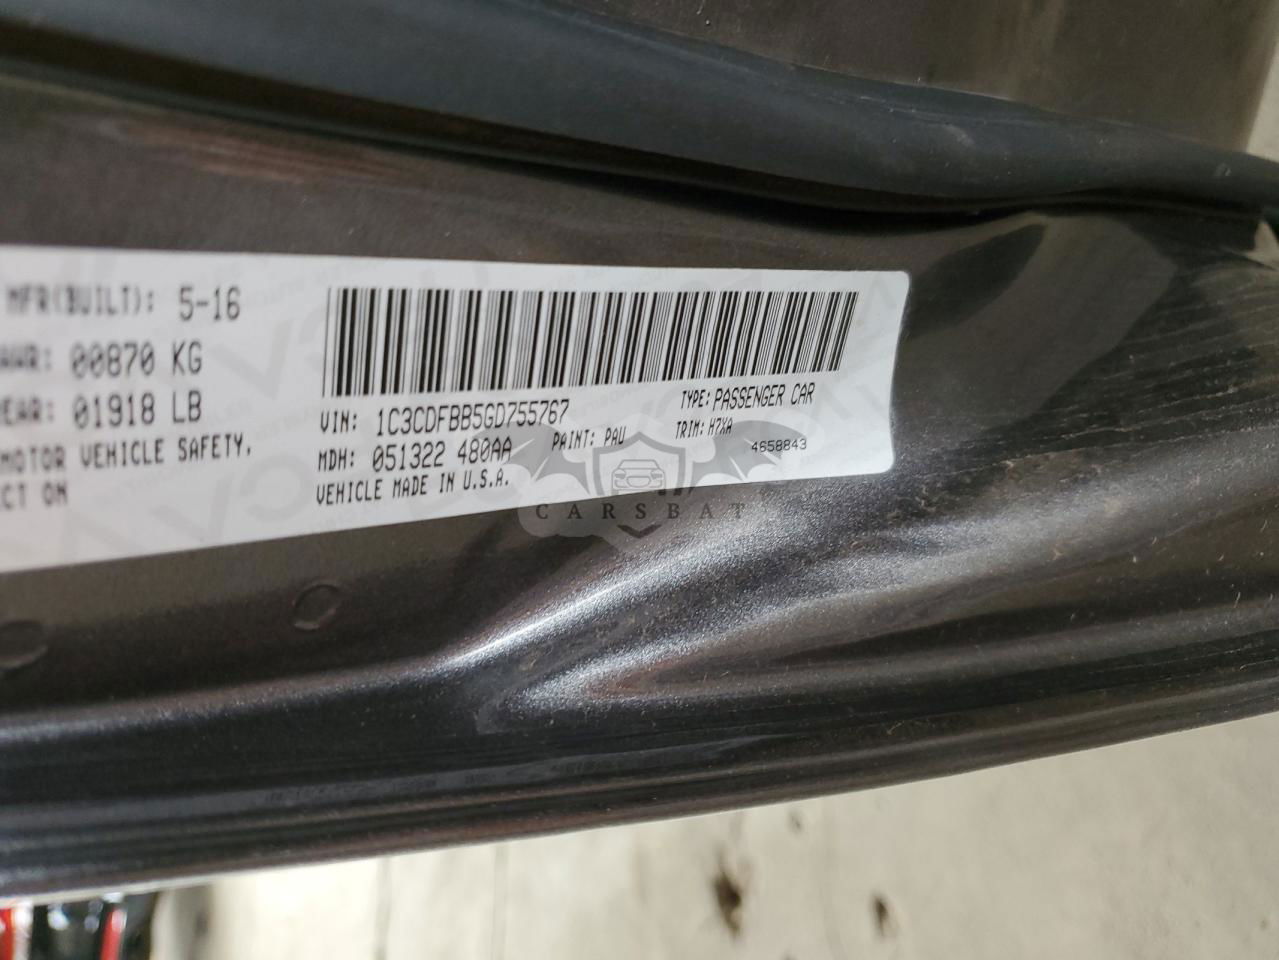 MFR(BUILT): 5-16
AWR: 00870 KG
EAR: 01918 LB
MOTOR VEHICLE SAFETY,
ECT ON
VIN: 1C3CDFBB5GD755767
TYPE: PASSENGER CAR
MDH: 051322 480AA
PAINT: PAU
TRIM: H7XA
VEHICLE MADE IN U.S.A.
4658843
CARSBAT